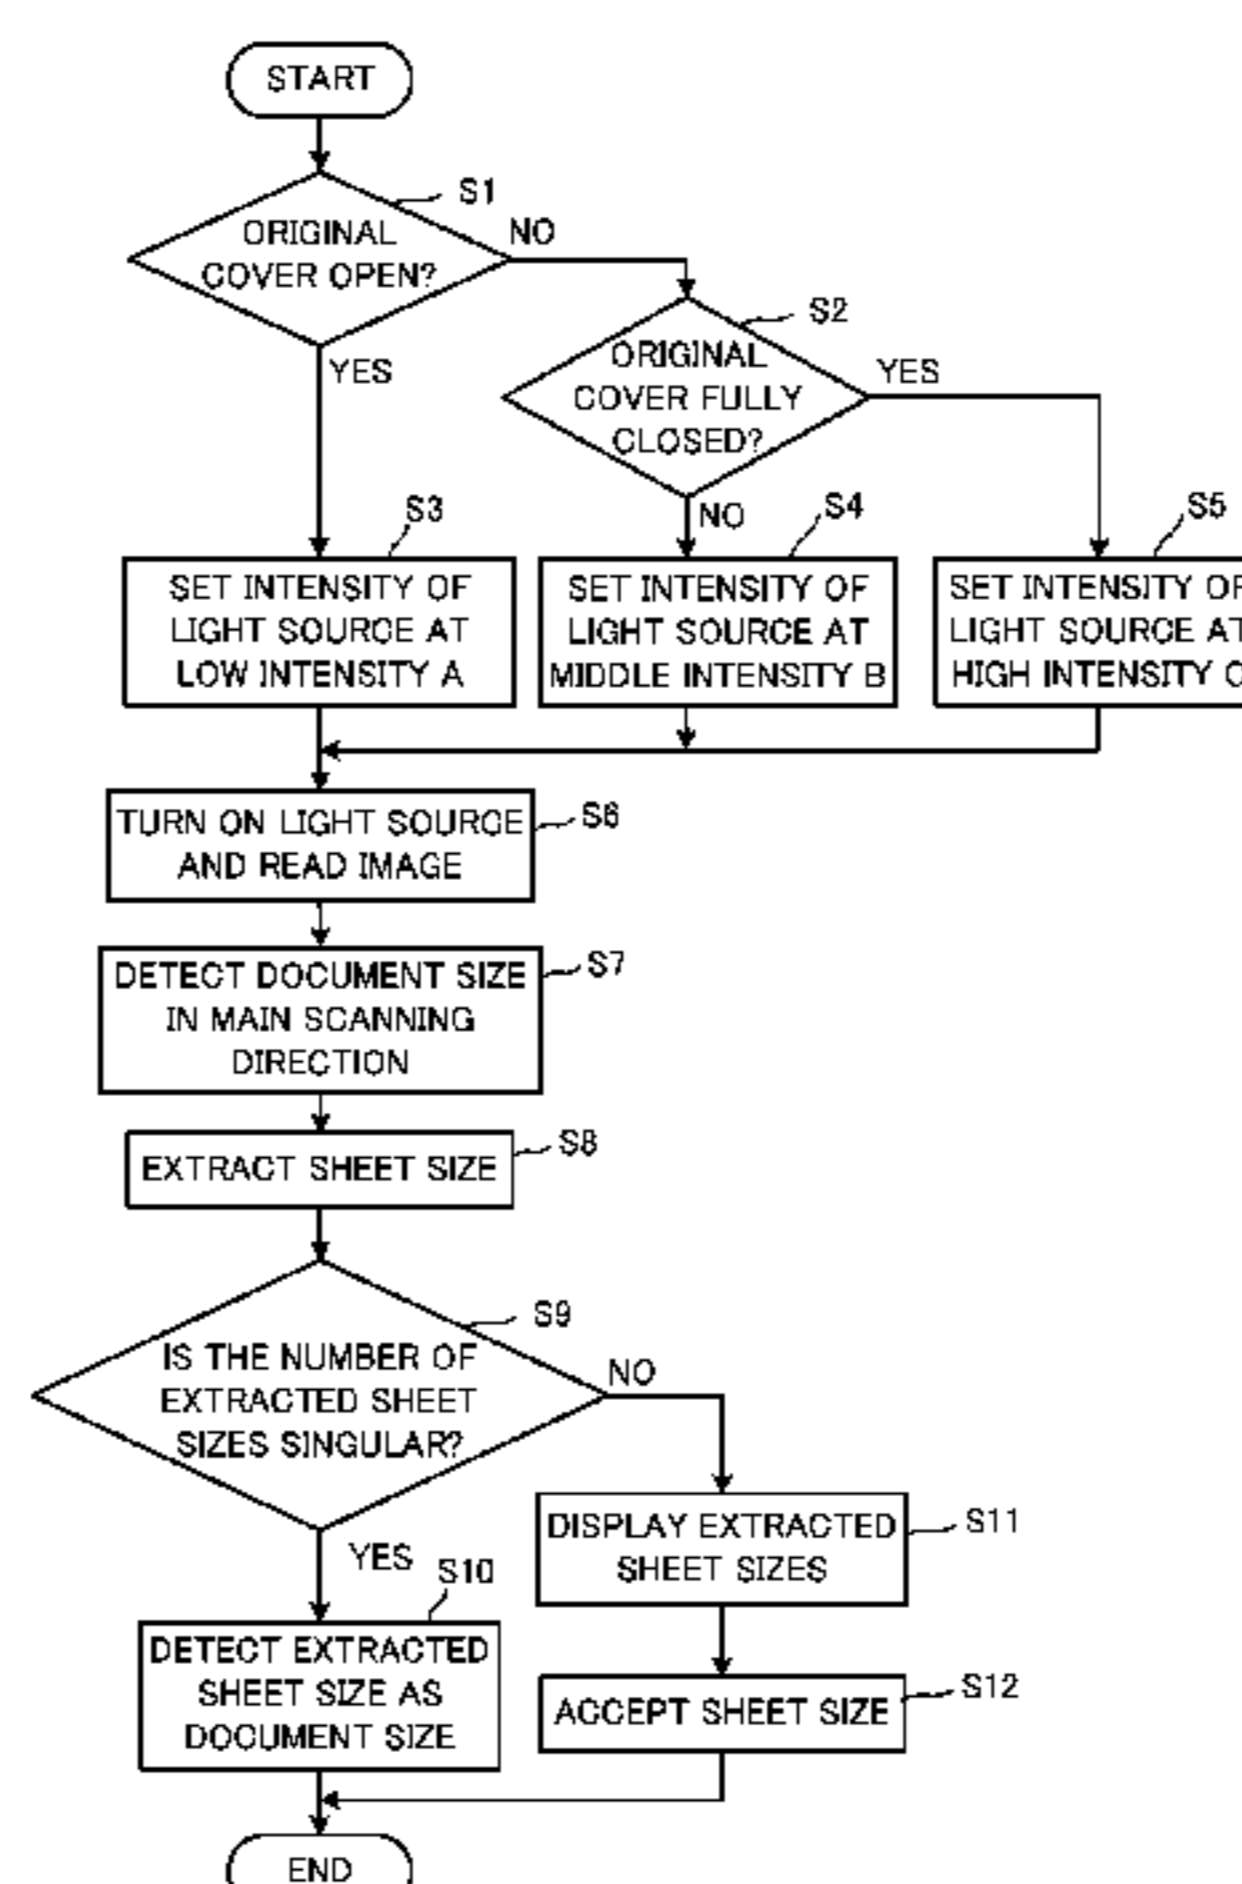 START
S1
ORIGINAL
COVER OPEN?
NO
YES
S2
ORIGINAL
COVER FULLY
CLOSED?
YES
NO
S3
SET INTENSITY OF
LIGHT SOURCE AT
LOW INTENSITY A
S4
SET INTENSITY OF
LIGHT SOURCE AT
MIDDLE INTENSITY B
S5
SET INTENSITY OF
LIGHT SOURCE AT
HIGH INTENSITY C
TURN ON LIGHT SOURCE
AND READ IMAGE
S6
DETECT DOCUMENT SIZE
IN MAIN SCANNING
DIRECTION
S7
EXTRACT SHEET SIZE
S8
S9
IS THE NUMBER OF
EXTRACTED SHEET
SIZES SINGULAR?
NO
YES
S10
DETECT EXTRACTED
SHEET SIZE AS
DOCUMENT SIZE
DISPLAY EXTRACTED
SHEET SIZES
S11
ACCEPT SHEET SIZE
S12
END